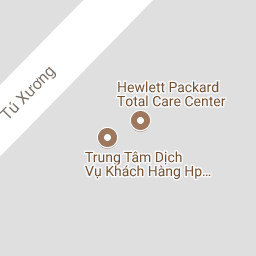 Tú Xương
Hewlett Packard
Total Care Center
Trung Tâm Dịch
Vụ Khách Hàng Hp...